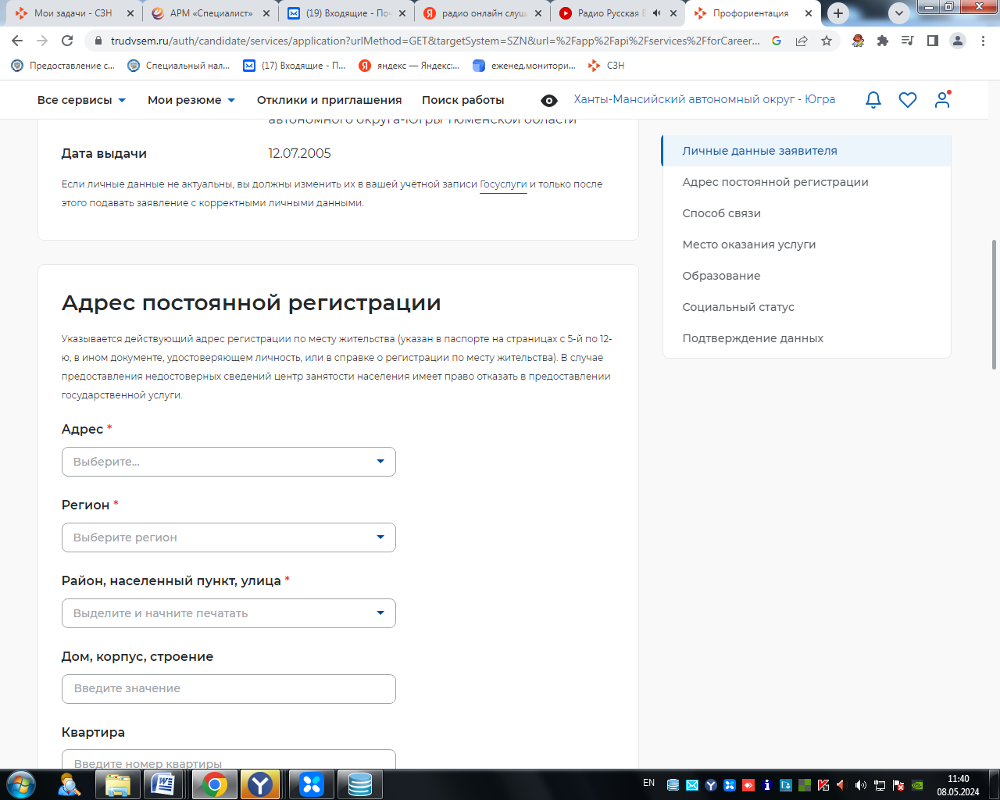 Мои задачи - СЗН
АРМ «Специалист»
(19) Входящие - Поч
радио онлайн слуша
Радио Русская В
Профориентация
trudvsem.ru/auth/candidate/services/application?urlMethod=GET&targetSystem=SZN&url=%2Fapp%2Fapi%2Fservices%2FforCareer...
Предоставление с...
Специальный нал...
(17) Входящие - П...
яндекс — Яндекс:...
еженед.монитори...
СЗН
Все сервисы
Мои резюме
Отклики и приглашения
Поиск работы
Ханты-Мансийский автономный округ - Югра
автономного округа-Югры Тюменской области
Дата выдачи
12.07.2005
Если личные данные не актуальны, вы должны изменить их в вашей учётной записи Госуслуги и только после
этого подавать заявление с корректными личными данными.
Личные данные заявителя
Адрес постоянной регистрации
Способ связи
Место оказания услуги
Образование
Социальный статус
Подтверждение данных
Адрес постоянной регистрации
Указывается действующий адрес регистрации по месту жительства (указан в паспорте на страницах с 5-й по 12-
ю, в ином документе, удостоверяющем личность, или в справке о регистрации по месту жительства). В случае
предоставления недостоверных сведений центр занятости населения имеет право отказать в предоставлении
государственной услуги.
Адрес *
Выберите...
Регион *
Выберите регион
Район, населенный пункт, улица *
Выделите и начните печатать
Дом, корпус, строение
Введите значение
Квартира
Введите номер квартиры
EN
11:40
08.05.2024